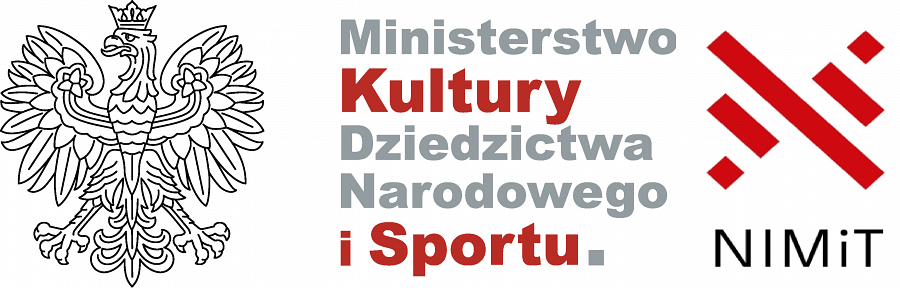 Ministerstwo
Kultury
Dziedzictwa
Narodowego
i Sportu.
NIMiT